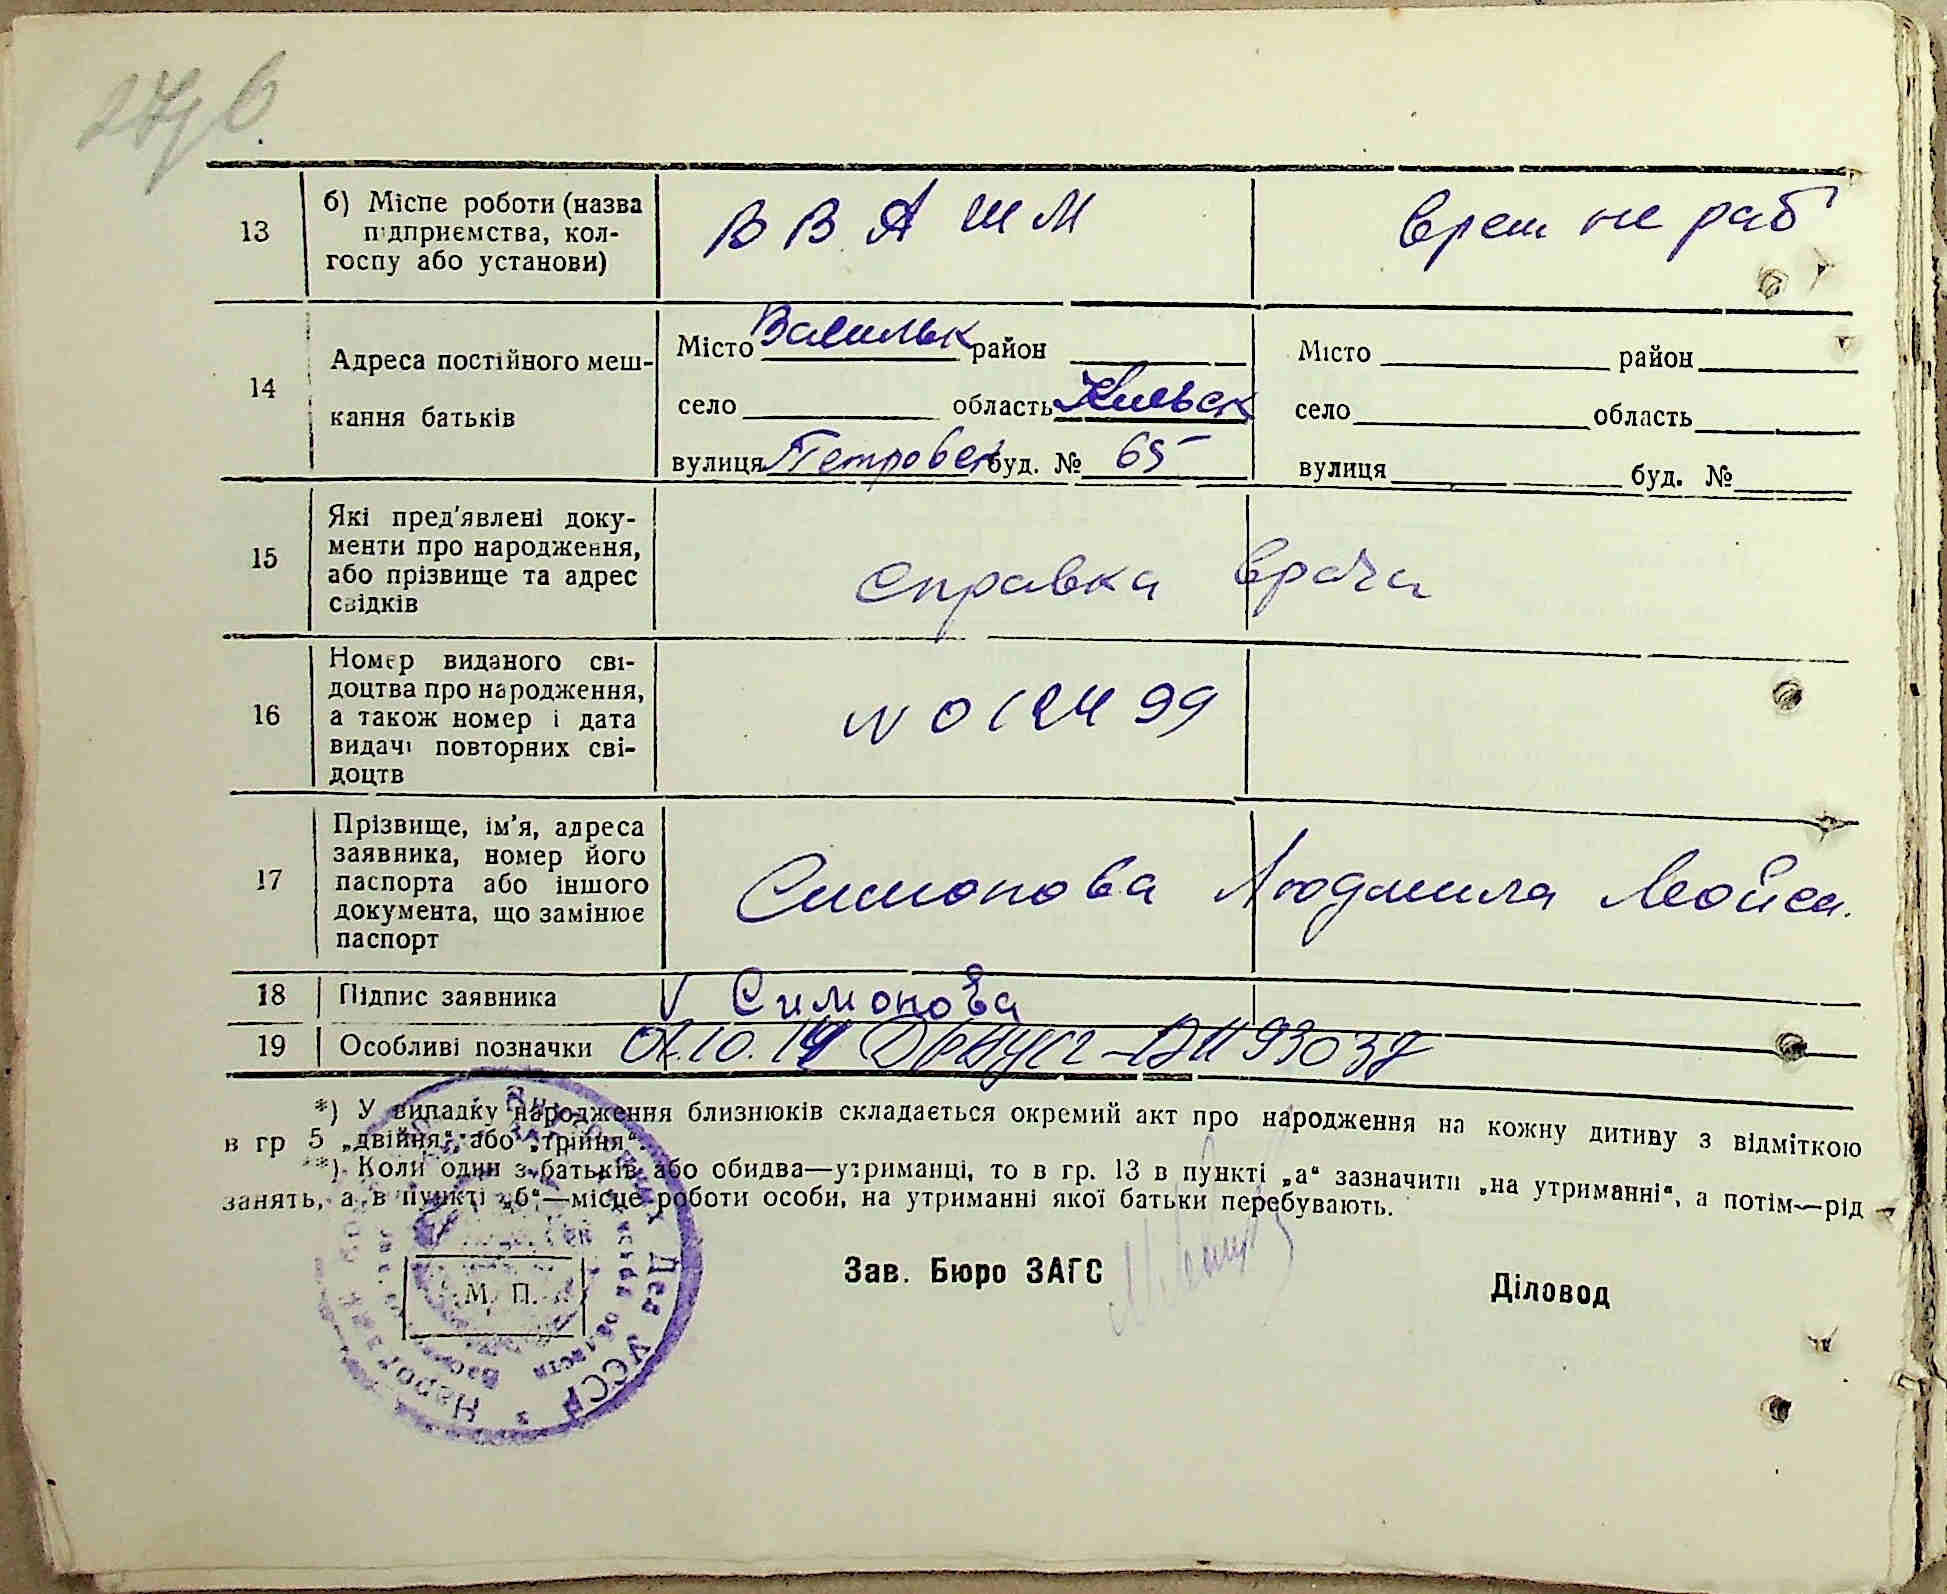 13
б) Місце роботи (назва
підприємства, кол-
госпу або установи)
ВВАШМ
врем не раб
14
Адреса постійного меш-
кання батьків
Місто Васильк район
село область Киевск
вулиця Петровск буд. № 65
Місто район
село область
вулиця буд. №
15
Які пред'явлені доку-
менти про народження,
або прізвище та адрес
свідків
Справка врача
16
Номер виданого сві-
доцтва про народження,
а також номер і дата
видачі повторних сві-
доцтв
N 012499
17
Прізвище, ім'я, адреса
заявника, номер його
паспорта або іншого
документа, що замінює
паспорт
Симонова Людмила Мойсе.
18 Підпис заявника
V Симонова
19 Особливі позначки
*) У випадку народження близнюків складається окремий акт про народження на кожну дитину з відміткою
в гр 5 „двійня“, або „трійня“.
**) Коли один з батьків або обидва—утриманці, то в гр. 13 в пункті „а“ зазначити „на утриманні“, а потім—рід
занять, а в пункті „б“—місце роботи особи, на утриманні якої батьки перебувають.
М. П.
Зав. Бюро ЗАГС
Діловод